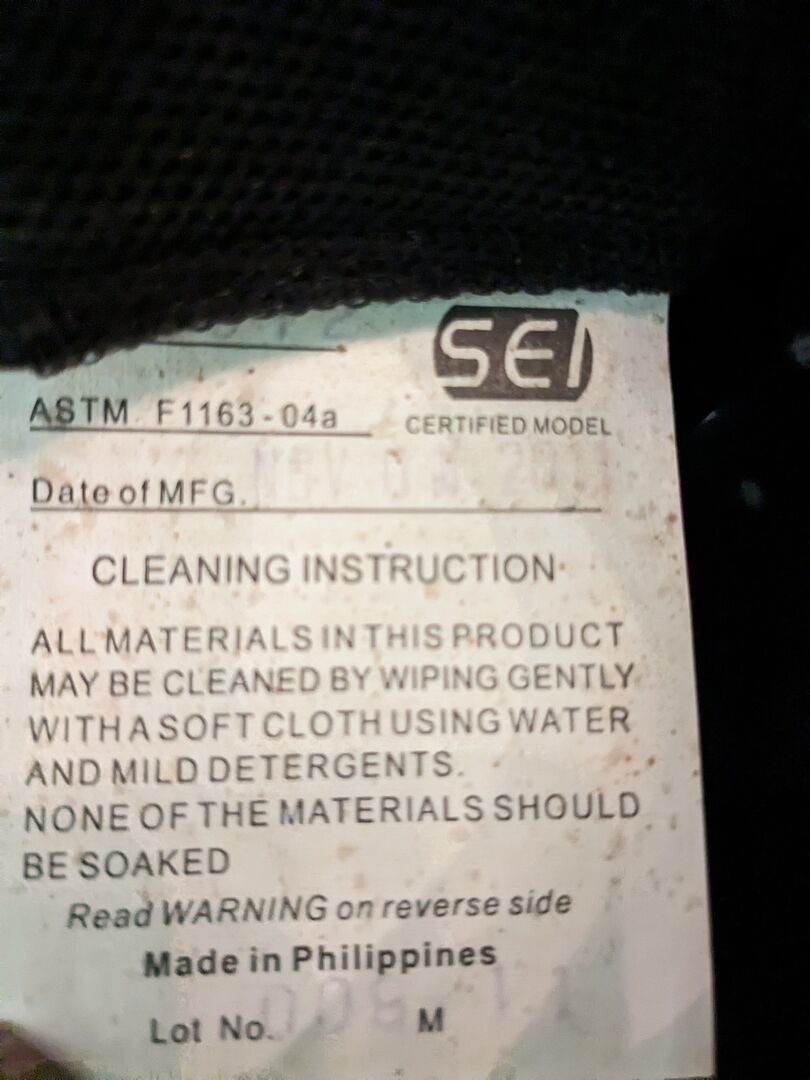 SEI
ASTM F1163-04a
CERTIFIED MODEL
Date of MFG.
CLEANING INSTRUCTION
ALL MATERIALS IN THIS PRODUCT
MAY BE CLEANED BY WIPING GENTLY
WITH A SOFT CLOTH USING WATER
AND MILD DETERGENTS.
NONE OF THE MATERIALS SHOULD
BE SOAKED
Read WARNING on reverse side
Made in Philippines
Lot No. M